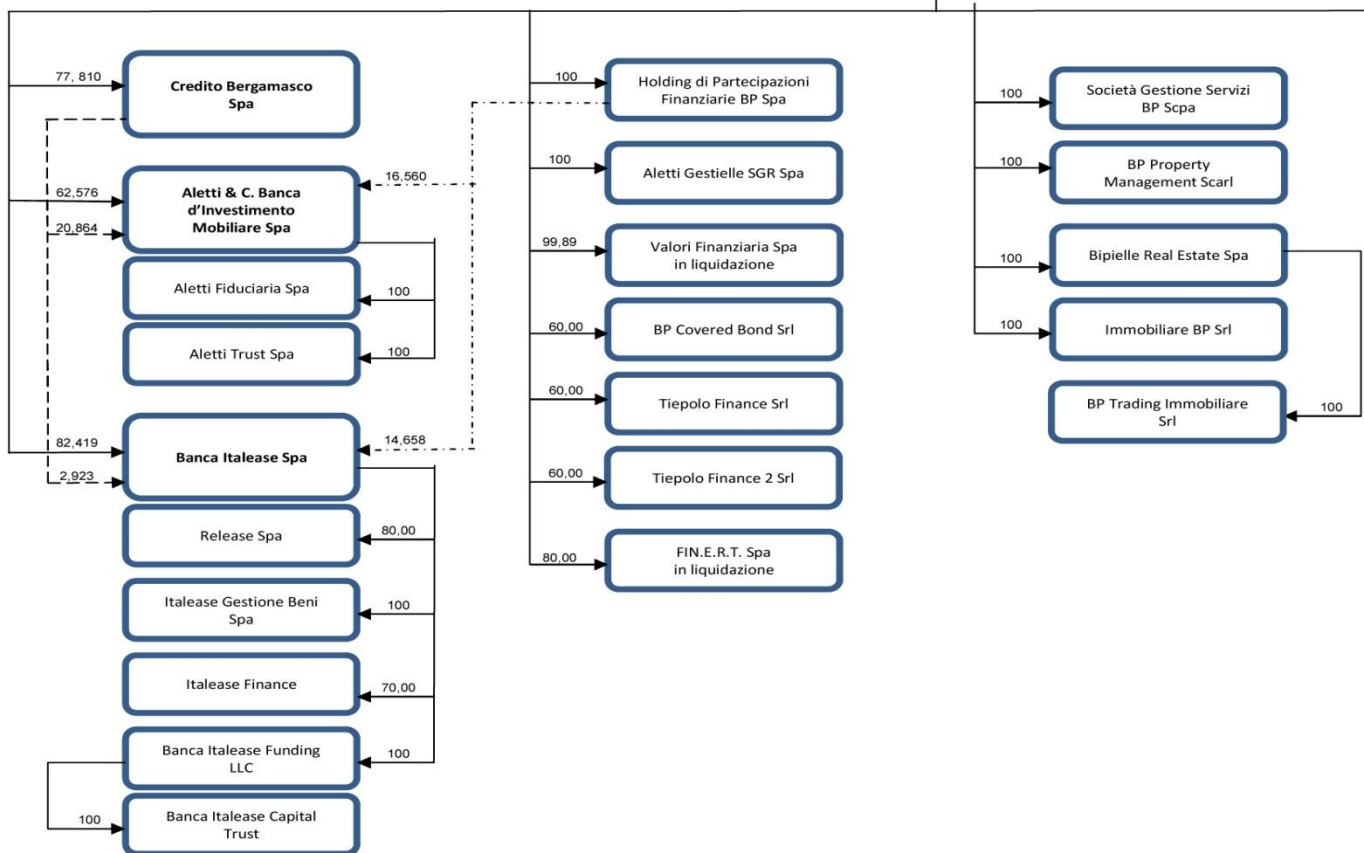 77, 810
Credito Bergamasco
Spa
62,576
Aletti & C. Banca
d’Investimento
Mobiliare Spa
16,560
20,864
Aletti Fiduciaria Spa
100
Aletti Trust Spa
100
82,419
Banca Italease Spa
14,658
2,923
Release Spa
80,00
Italease Gestione Beni
Spa
100
Italease Finance
70,00
Banca Italease Funding
LLC
100
100
Banca Italease Capital
Trust
100
Holding di Partecipazioni
Finanziarie BP Spa
100
Aletti Gestielle SGR Spa
99,89
Valori Finanziaria Spa
in liquidazione
60,00
BP Covered Bond Srl
60,00
Tiepolo Finance Srl
60,00
Tiepolo Finance 2 Srl
80,00
FIN.E.R.T. Spa
in liquidazione
100
Società Gestione Servizi
BP Scpa
100
BP Property
Management Scarl
100
Bipielle Real Estate Spa
100
Immobiliare BP Srl
BP Trading Immobiliare
Srl
100